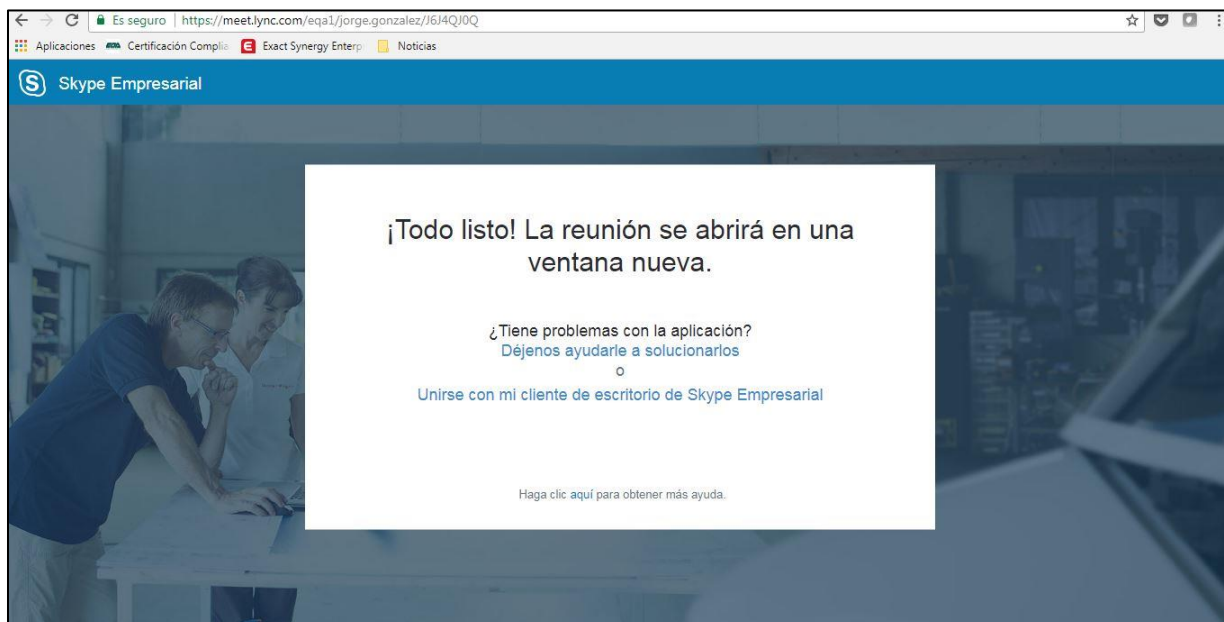 Es seguro | https://meet.lync.com/eqa1/jorge.gonzalez/J6J4QJ0Q
Aplicaciones Certificación Complia Exact Synergy Enterp Noticias
S Skype Empresarial
¡Todo listo! La reunión se abrirá en una
ventana nueva.
¿Tiene problemas con la aplicación?
Déjenos ayudarle a solucionarlos
o
Unirse con mi cliente de escritorio de Skype Empresarial
Haga clic aquí para obtener más ayuda.